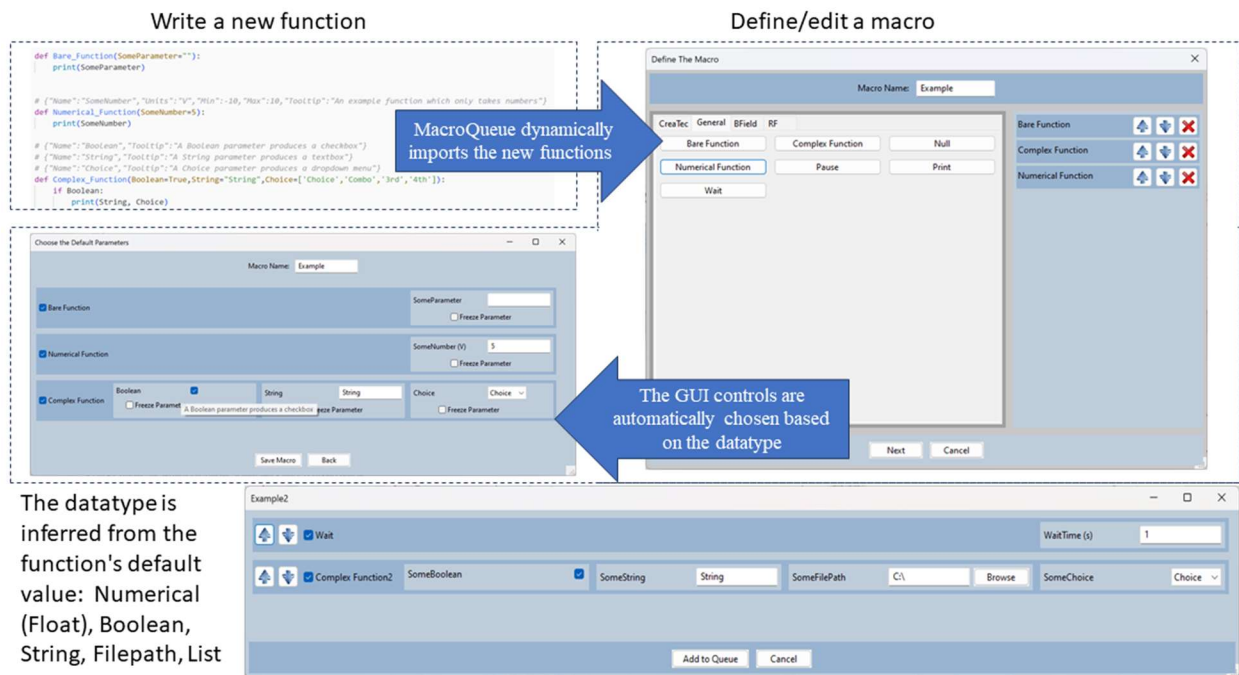 Write a new function
def Bare_Function(SomeParameter=""):
print(SomeParameter)
# {"Name":"SomeNumber","Units":"V","Min":-10,"Max":10,"Tooltip":"An example function which only takes numbers"}
def Numerical_Function(SomeNumber=5):
print(SomeNumber)
# {"Name":"Boolean","Tooltip":"A Boolean parameter produces a checkbox"}
# {"Name":"String","Tooltip":"A String parameter produces a textbox"}
# {"Name":"Choice","Tooltip":"A Choice parameter produces a dropdown menu"}
def Complex_Function(Boolean=True,String="String",Choice=['Choice','Combo','3rd','4th']):
if Boolean:
print(String, Choice)
MacroQueue dynamically
imports the new functions
Define/edit a macro
Define The Macro
Macro Name: Example
CreaTec General BField RF
Bare Function Complex Function Null
Numerical Function Pause Print
Wait
Bare Function
Complex Function
Numerical Function
Next Cancel
Choose the Default Parameters
Macro Name: Example
Bare Function
SomeParameter
Freeze Parameter
Numerical Function
SomeNumber (V) 5
Freeze Parameter
Complex Function
Boolean String String Choice Choice
Freeze Paramet A Boolean parameter produces a checkbox eeze Parameter Freeze Parameter
Save Macro Back
The GUI controls are
automatically chosen based
on the datatype
The datatype is
inferred from the
function's default
value: Numerical
(Float), Boolean,
String, Filepath, List
Example2
Wait WaitTime (s) 1
Complex Function2 SomeBoolean SomeString String SomeFilePath C:\ Browse SomeChoice Choice
Add to Queue Cancel